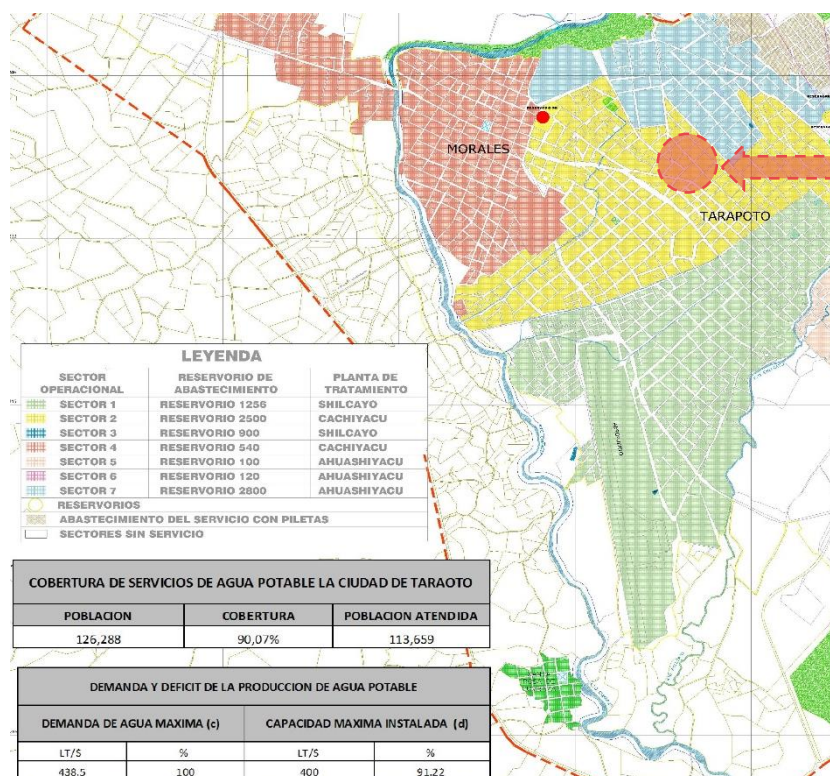 MORALES
TARAPOTO
AEROPUERTO
LEYENDA
SECTOR OPERACIONAL RESERVORIO DE ABASTECIMIENTO PLANTA DE TRATAMIENTO
SECTOR 1 RESERVORIO 1256 SHILCAYO
SECTOR 2 RESERVORIO 2500 CACHIYACU
SECTOR 3 RESERVORIO 900 SHILCAYO
SECTOR 4 RESERVORIO 540 CACHIYACU
SECTOR 5 RESERVORIO 100 AHUASHIYACU
SECTOR 6 RESERVORIO 120 AHUASHIYACU
SECTOR 7 RESERVORIO 2800 AHUASHIYACU
RESERVORIOS
ABASTECIMIENTO DEL SERVICIO CON PILETAS
SECTORES SIN SERVICIO
COBERTURA DE SERVICIOS DE AGUA POTABLE LA CIUDAD DE TARAOTO
POBLACION COBERTURA POBLACION ATENDIDA
126,288 90,07% 113,659
DEMANDA Y DEFICIT DE LA PRODUCCION DE AGUA POTABLE
DEMANDA DE AGUA MAXIMA (c) CAPACIDAD MAXIMA INSTALADA (d)
LT/S % LT/S %
438.5 100 400 91.22